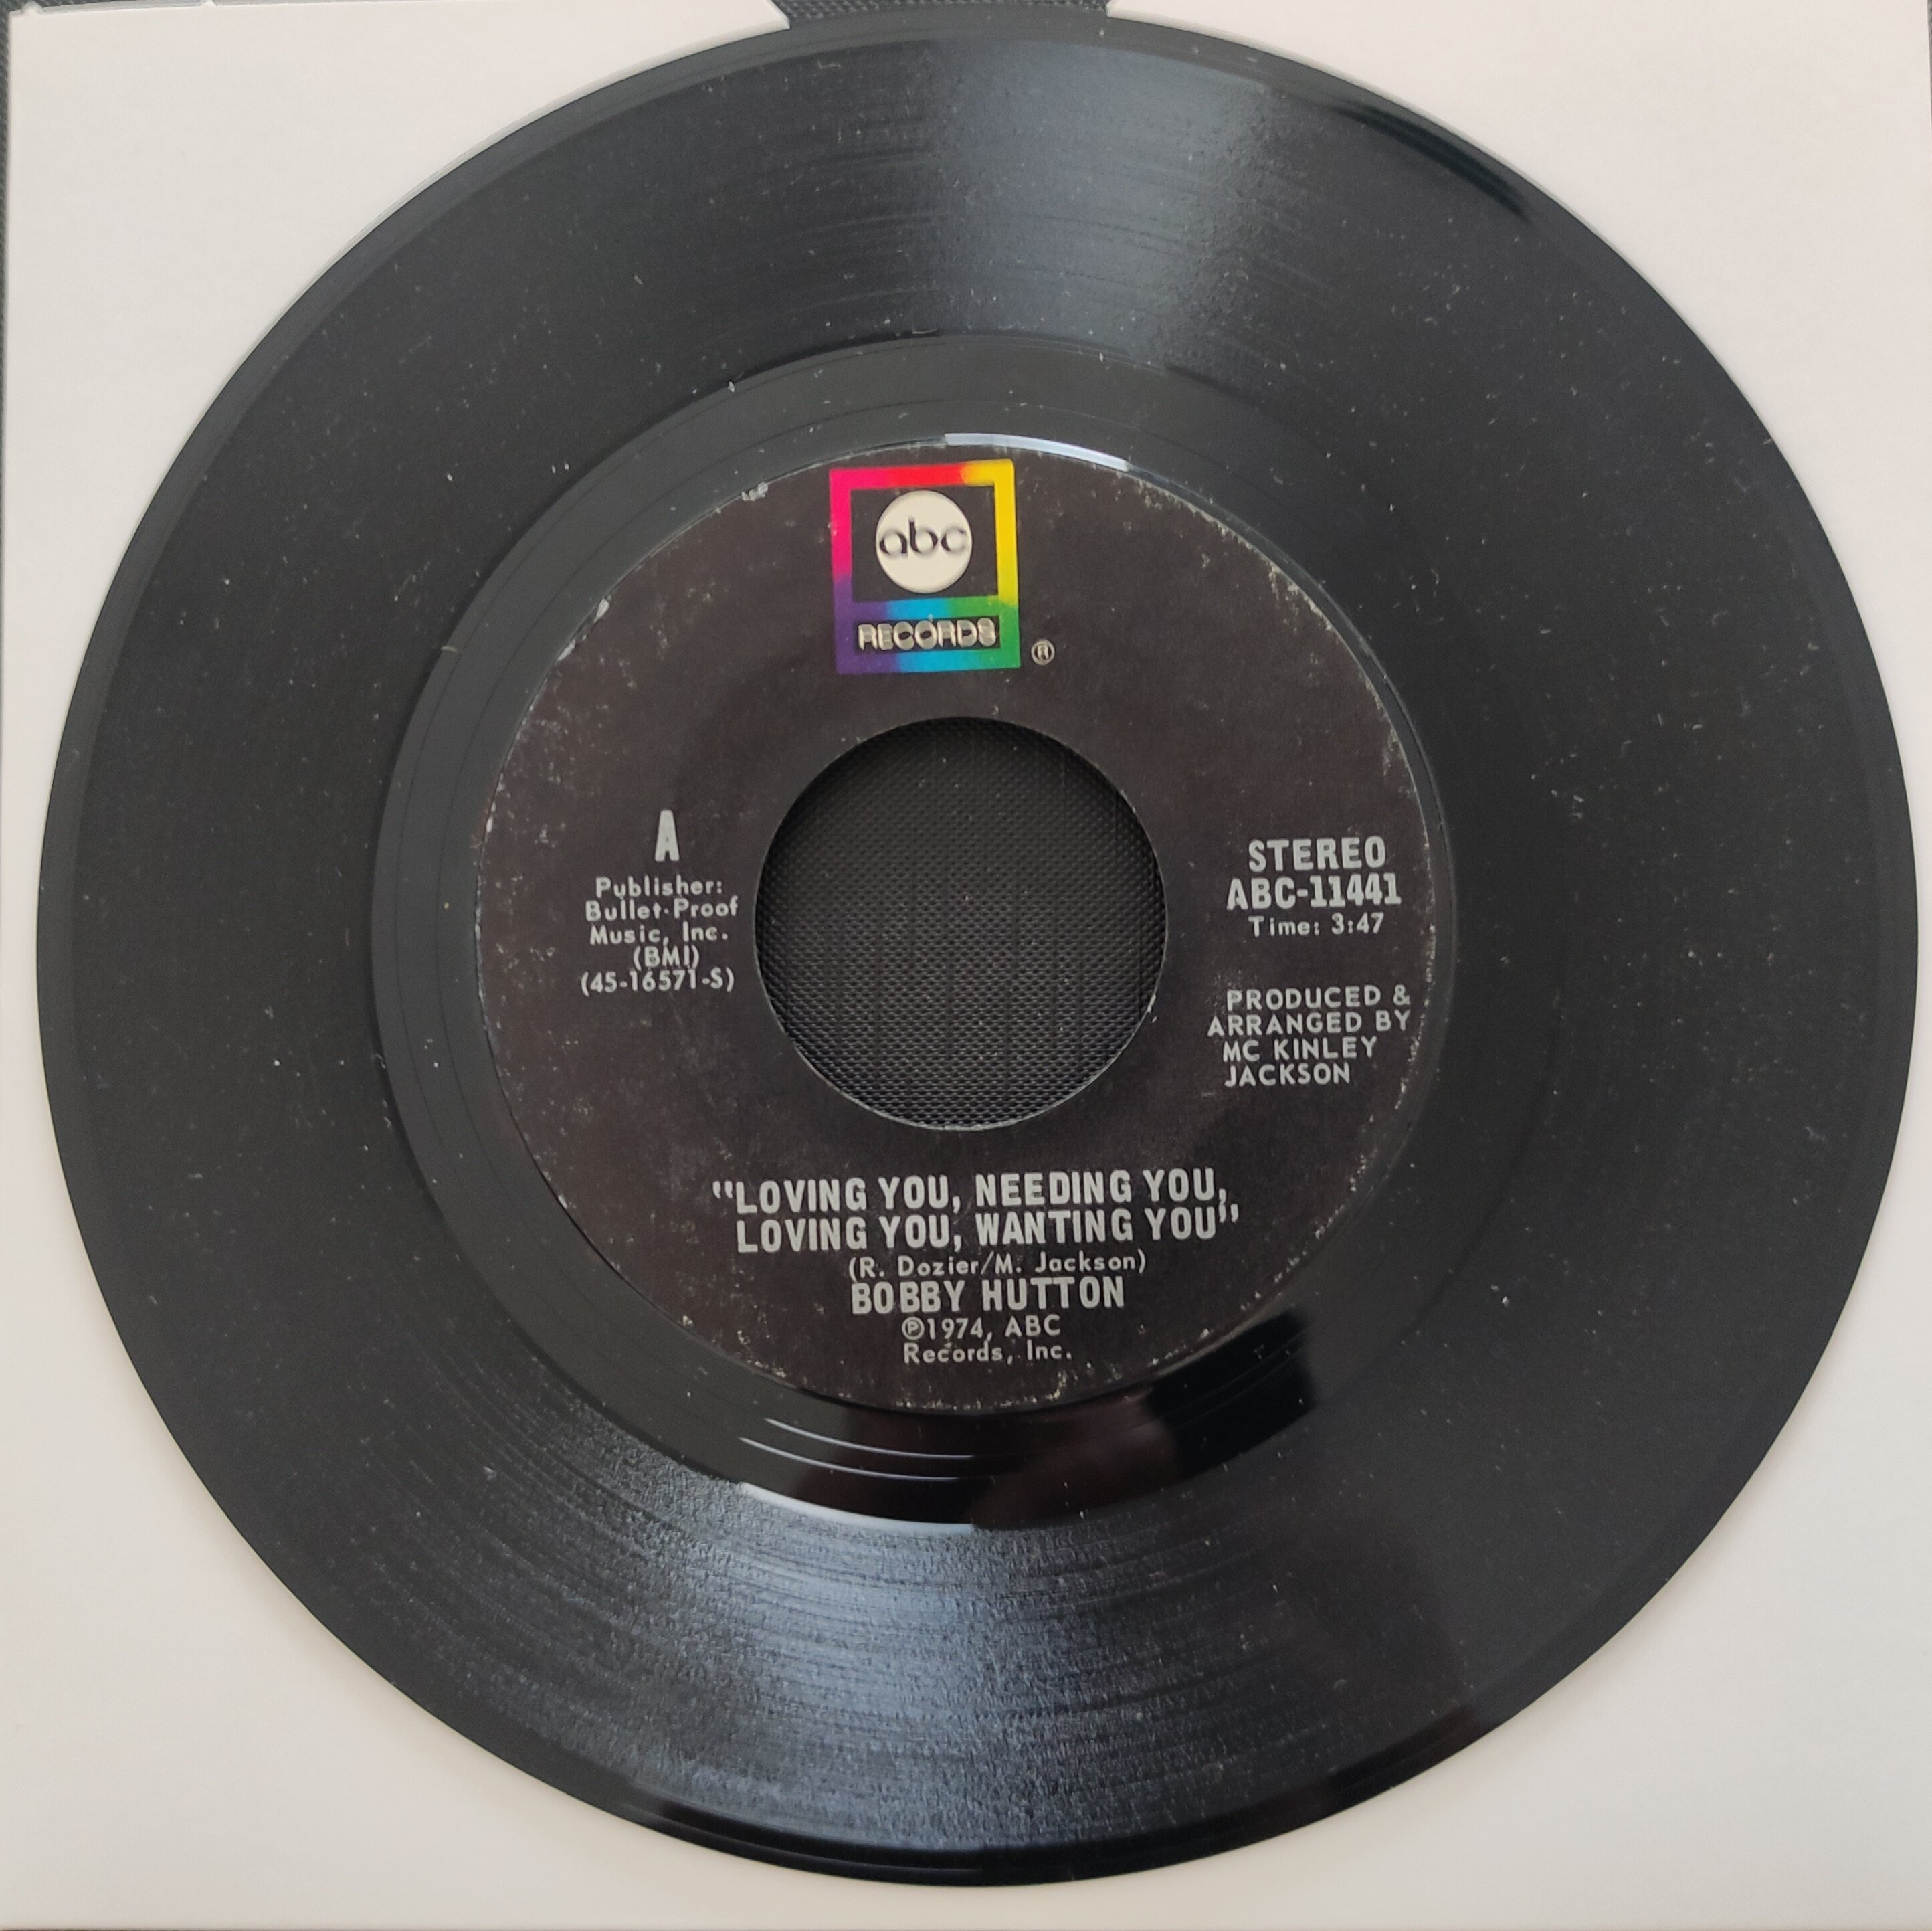 abc
RECORDS
®
A
Publisher:
Bullet-Proof
Music, Inc.
(BMI)
(45-16571-S)
STEREO
ABC-11441
Time: 3:47
PRODUCED &
ARRANGED BY
MC KINLEY
JACKSON
"LOVING YOU, NEEDING YOU,
LOVING YOU, WANTING YOU"
(R. Dozier/M. Jackson)
BOBBY HUTTON
℗1974, ABC
Records, Inc.